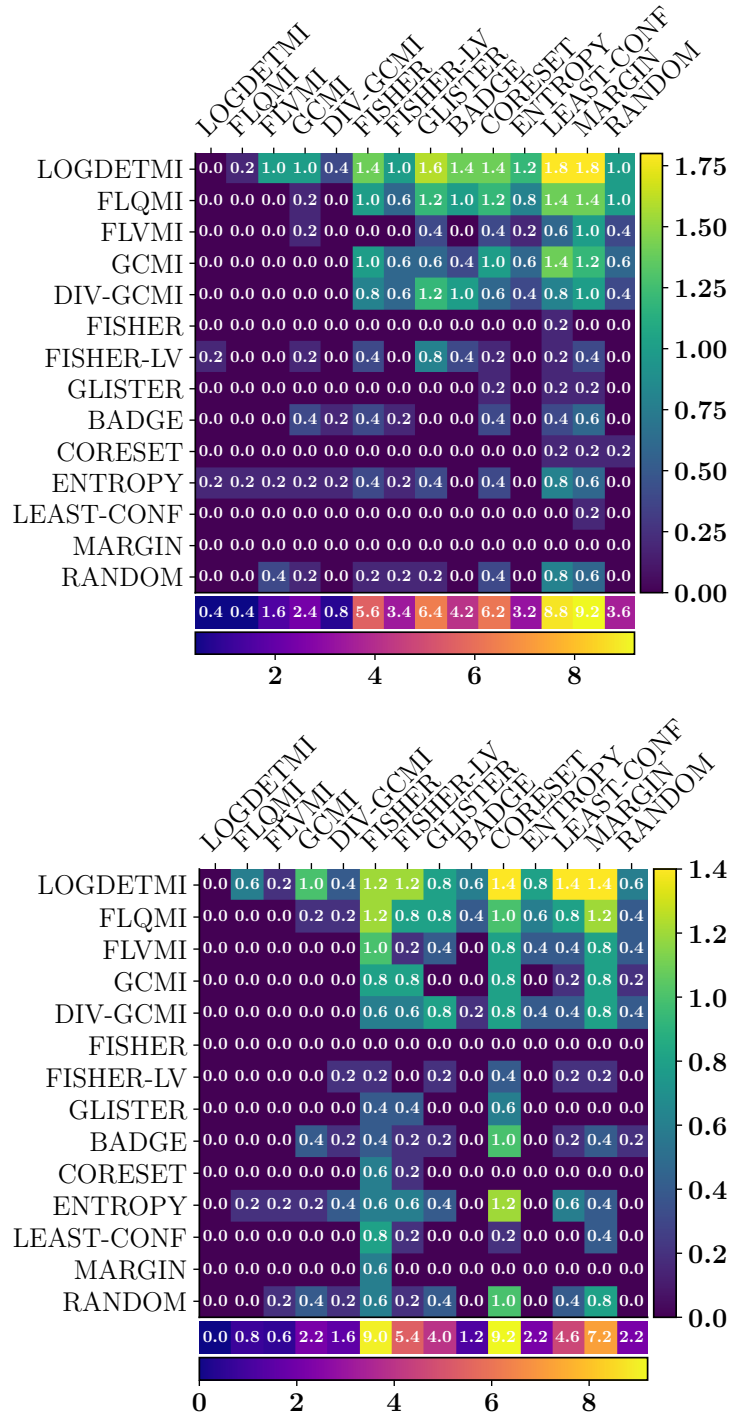 LOGDETMI FLQMI FLVMI GCMI DIV-GCMI FISHER FISHER-LV GLISTER BADGE CORESET ENTROPY LEAST-CONF MARGIN RANDOM
LOGDETMI 0.0 0.2 1.0 1.0 0.4 1.4 1.0 1.6 1.4 1.4 1.2 1.8 1.8 1.0
FLQMI 0.0 0.0 0.0 0.2 0.0 1.0 0.6 1.2 1.0 1.2 0.8 1.4 1.4 1.0
FLVMI 0.0 0.0 0.0 0.2 0.0 0.0 0.0 0.4 0.0 0.4 0.2 0.6 1.0 0.4
GCMI 0.0 0.0 0.0 0.0 0.0 1.0 0.6 0.6 0.4 1.0 0.6 1.4 1.2 0.6
DIV-GCMI 0.0 0.0 0.0 0.0 0.0 0.8 0.6 1.2 1.0 0.6 0.4 0.8 1.0 0.4
FISHER 0.0 0.0 0.0 0.0 0.0 0.0 0.0 0.0 0.0 0.0 0.0 0.2 0.0 0.0
FISHER-LV 0.2 0.0 0.0 0.2 0.0 0.4 0.0 0.8 0.4 0.2 0.0 0.2 0.4 0.0
GLISTER 0.0 0.0 0.0 0.0 0.0 0.0 0.0 0.0 0.0 0.2 0.0 0.2 0.2 0.0
BADGE 0.0 0.0 0.0 0.4 0.2 0.4 0.2 0.0 0.0 0.4 0.0 0.4 0.6 0.0
CORESET 0.0 0.0 0.0 0.0 0.0 0.0 0.0 0.0 0.0 0.0 0.0 0.2 0.2 0.2
ENTROPY 0.2 0.2 0.2 0.2 0.2 0.4 0.2 0.4 0.0 0.4 0.0 0.8 0.6 0.0
LEAST-CONF 0.0 0.0 0.0 0.0 0.0 0.0 0.0 0.0 0.0 0.0 0.0 0.0 0.2 0.0
MARGIN 0.0 0.0 0.0 0.0 0.0 0.0 0.0 0.0 0.0 0.0 0.0 0.0 0.0 0.0
RANDOM 0.0 0.0 0.4 0.2 0.0 0.2 0.2 0.2 0.0 0.4 0.0 0.8 0.6 0.0
0.4 0.4 1.6 2.4 0.8 5.6 3.4 6.4 4.2 6.2 3.2 8.8 9.2 3.6
2 4 6 8
1.75
1.50
1.25
1.00
0.75
0.50
0.25
0.00
LOGDETMI FLQMI FLVMI GCMI DIV-GCMI FISHER FISHER-LV GLISTER BADGE CORESET ENTROPY LEAST-CONF MARGIN RANDOM
LOGDETMI 0.0 0.6 0.2 1.0 0.4 1.2 1.2 0.8 0.6 1.4 0.8 1.4 1.4 0.6
FLQMI 0.0 0.0 0.0 0.2 0.2 1.2 0.8 0.8 0.4 1.0 0.6 0.8 1.2 0.4
FLVMI 0.0 0.0 0.0 0.0 0.0 1.0 0.2 0.4 0.0 0.8 0.4 0.4 0.8 0.4
GCMI 0.0 0.0 0.0 0.0 0.0 0.8 0.8 0.0 0.0 0.8 0.0 0.2 0.8 0.2
DIV-GCMI 0.0 0.0 0.0 0.0 0.0 0.6 0.6 0.8 0.2 0.8 0.4 0.4 0.8 0.4
FISHER 0.0 0.0 0.0 0.0 0.0 0.0 0.0 0.0 0.0 0.0 0.0 0.0 0.0 0.0
FISHER-LV 0.0 0.0 0.0 0.0 0.2 0.2 0.0 0.2 0.0 0.4 0.0 0.2 0.2 0.0
GLISTER 0.0 0.0 0.0 0.0 0.0 0.4 0.4 0.0 0.0 0.6 0.0 0.0 0.0 0.0
BADGE 0.0 0.0 0.0 0.4 0.2 0.4 0.2 0.2 0.0 1.0 0.0 0.2 0.4 0.2
CORESET 0.0 0.0 0.0 0.0 0.0 0.6 0.2 0.0 0.0 0.0 0.0 0.0 0.0 0.0
ENTROPY 0.0 0.2 0.2 0.2 0.4 0.6 0.6 0.4 0.0 1.2 0.0 0.6 0.4 0.0
LEAST-CONF 0.0 0.0 0.0 0.0 0.0 0.8 0.2 0.0 0.0 0.2 0.0 0.0 0.4 0.0
MARGIN 0.0 0.0 0.0 0.0 0.0 0.6 0.0 0.0 0.0 0.0 0.0 0.0 0.0 0.0
RANDOM 0.0 0.0 0.2 0.4 0.2 0.6 0.2 0.4 0.0 1.0 0.0 0.4 0.8 0.0
0.0 0.8 0.6 2.2 1.6 9.0 5.4 4.0 1.2 9.2 2.2 4.6 7.2 2.2
0 2 4 6 8
1.4
1.2
1.0
0.8
0.6
0.4
0.2
0.0